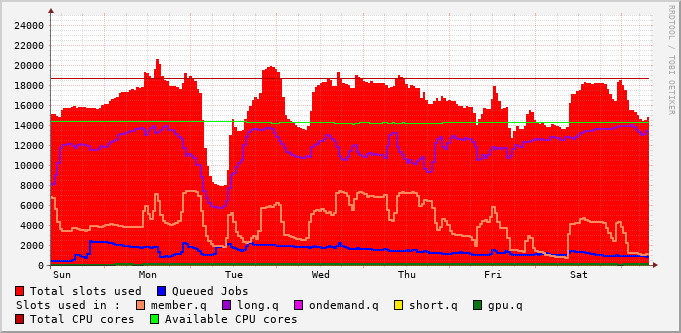 24000
22000
20000
18000
16000
14000
12000
10000
8000
6000
4000
2000
0
Sun Mon Tue Wed Thu Fri Sat
Total slots used Queued Jobs
Slots used in : member.q long.q ondemand.q short.q gpu.q
Total CPU cores Available CPU cores
RRDTOOL / TOBI OETIKER